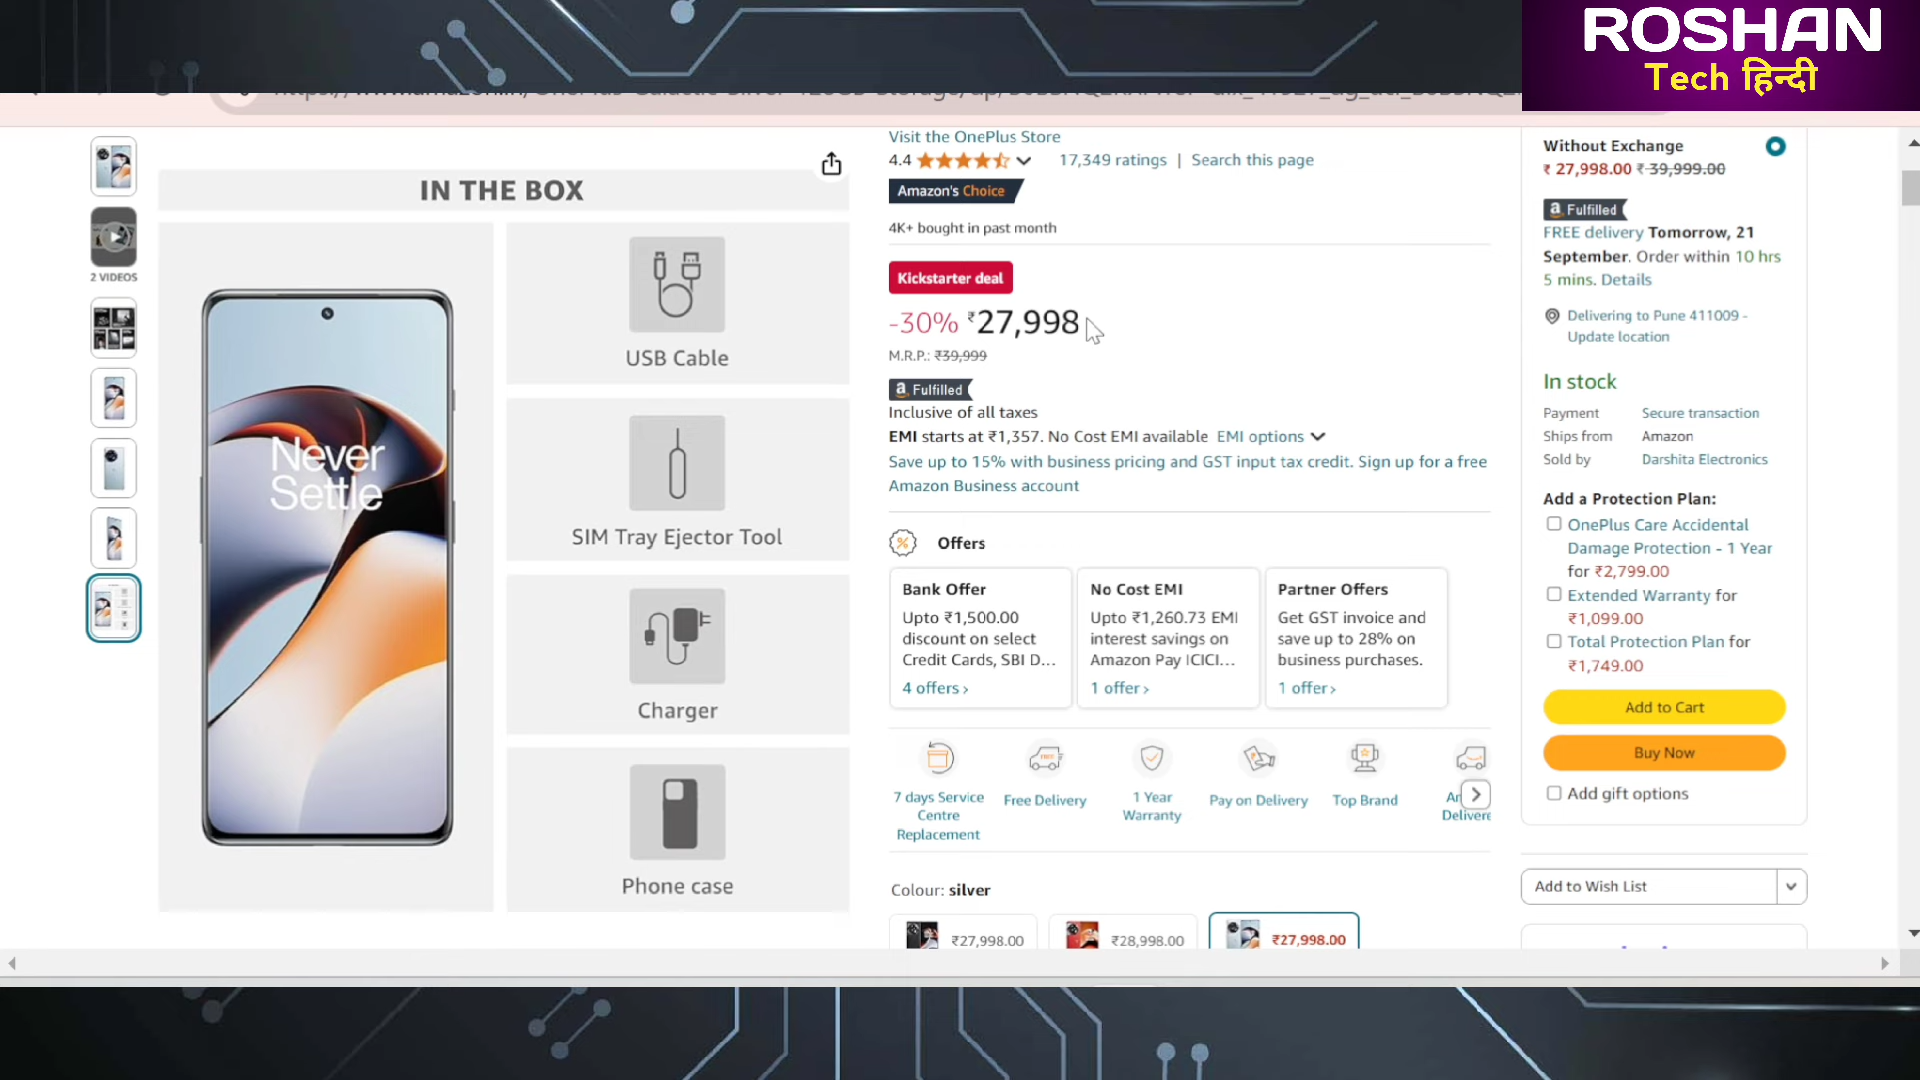 ROSHAN
Tech हिन्दी
2 VIDEOS
IN THE BOX
Never
Settle
USB Cable
SIM Tray Ejector Tool
Charger
Phone case
Visit the OnePlus Store
4.4
17,349 ratings | Search this page
Amazon's Choice
4K+ bought in past month
Kickstarter deal
-30% ₹27,998
M.R.P.: ₹39,999
a Fulfilled
Inclusive of all taxes
EMI starts at ₹1,357. No Cost EMI available EMI options
Save up to 15% with business pricing and GST input tax credit. Sign up for a free
Amazon Business account
Offers
Bank Offer
Upto ₹1,500.00
discount on select
Credit Cards, SBI D...
4 offers ›
No Cost EMI
Upto ₹1,260.73 EMI
interest savings on
Amazon Pay ICICI...
1 offer ›
Partner Offers
Get GST invoice and
save up to 28% on
business purchases.
1 offer ›
7 days Service
Centre
Replacement
FREE
Free Delivery
1 Year
Warranty
Pay on Delivery
Top Brand
Delivere
Colour: silver
₹27,998.00
₹28,998.00
₹27,998.00
Without Exchange
₹ 27,998.00 ₹ 39,999.00
a Fulfilled
FREE delivery Tomorrow, 21
September. Order within 10 hrs
5 mins. Details
Delivering to Pune 411009 -
Update location
In stock
Payment Secure transaction
Ships from Amazon
Sold by Darshita Electronics
Add a Protection Plan:
OnePlus Care Accidental
Damage Protection - 1 Year
for ₹2,799.00
Extended Warranty for
₹1,099.00
Total Protection Plan for
₹1,749.00
Add to Cart
Buy Now
Add gift options
Add to Wish List